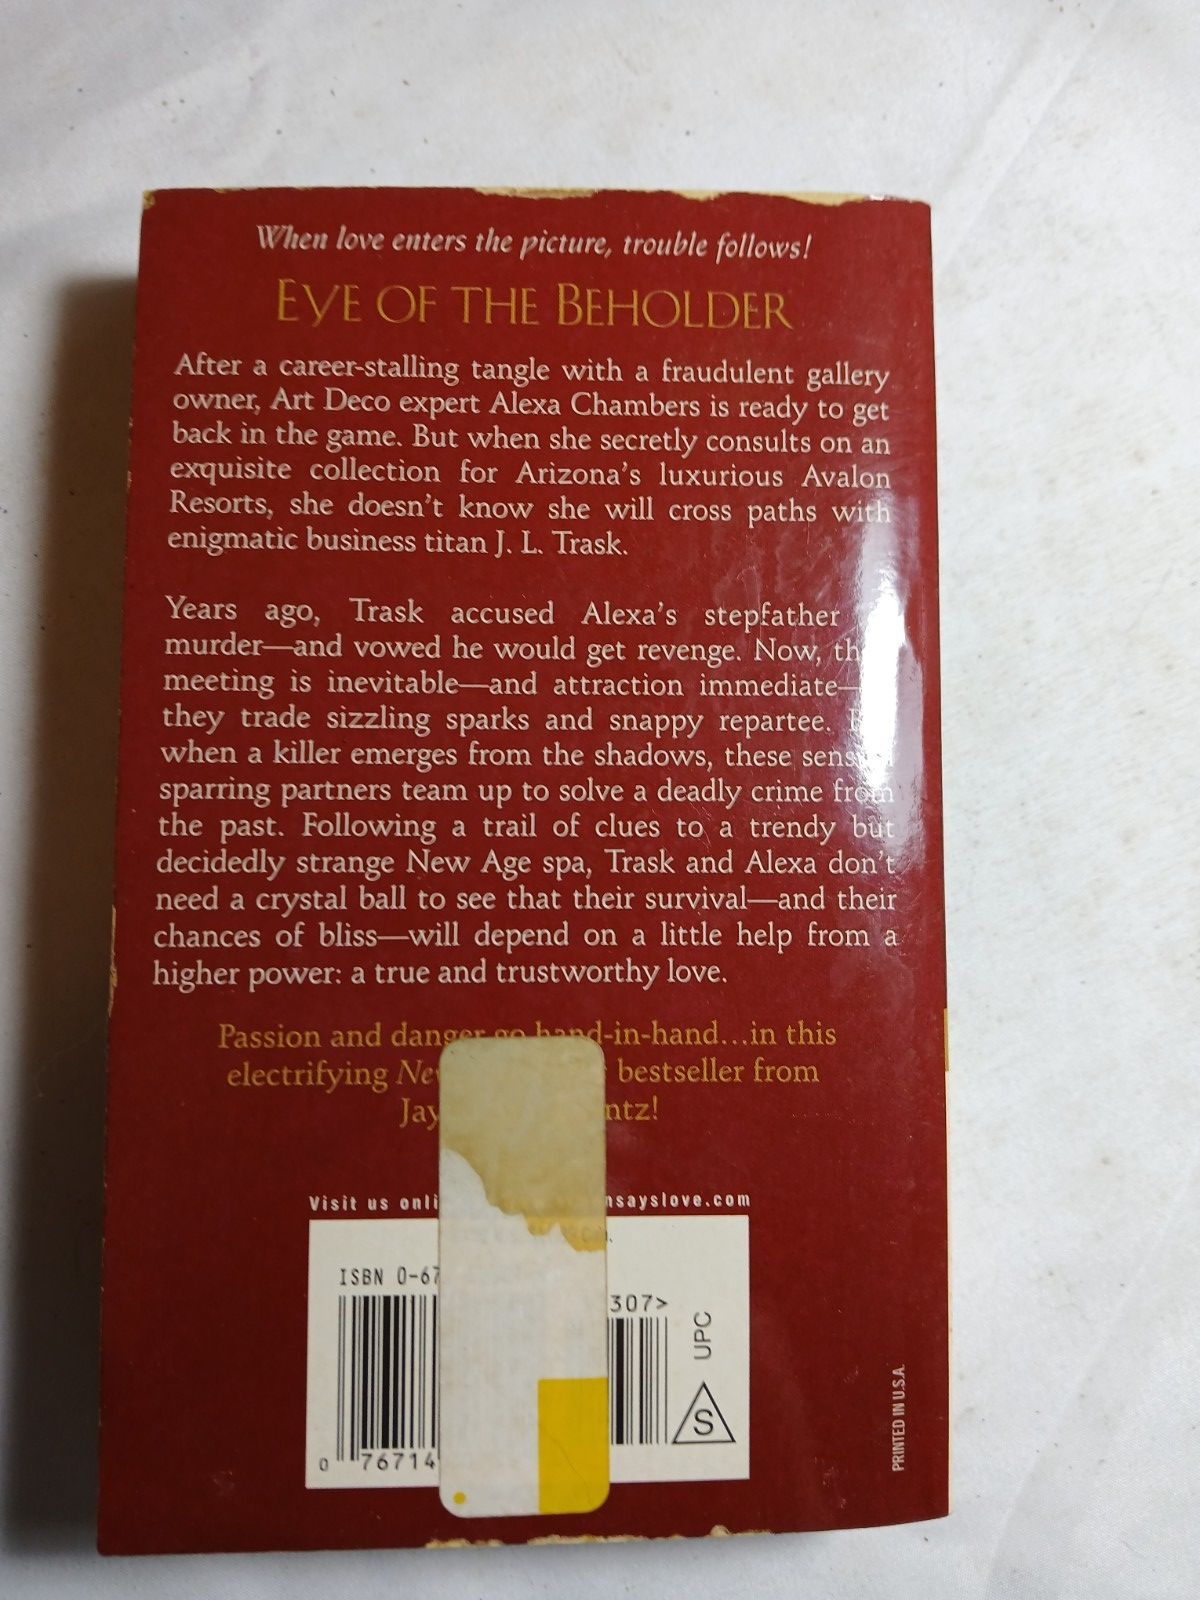 When love enters the picture, trouble follows!
EYE OF THE BEHOLDER
After a career-stalling tangle with a fraudulent gallery
owner, Art Deco expert Alexa Chambers is ready to get
back in the game. But when she secretly consults on an
exquisite collection for Arizona's luxurious Avalon
Resorts, she doesn't know she will cross paths with
enigmatic business titan J. L. Trask.
Years ago, Trask accused Alexa's stepfather
murder—and vowed he would get revenge. Now,
meeting is inevitable—and attraction immediate—
they trade sizzling sparks and snappy repartee.
when a killer emerges from the shadows, these
sparring partners team up to solve a deadly crime from
the past. Following a trail of clues to a trendy but
decidedly strange New Age spa, Trask and Alexa don't
need a crystal ball to see that their survival—and their
chances of bliss—will depend on a little help from a
higher power: a true and trustworthy love.
Passion and danger go hand-in-hand...in this
electrifying bestseller from
Visit us
ISBN 0-67
307>
UPC
S
0 76714
PRINTED IN U.S.A.